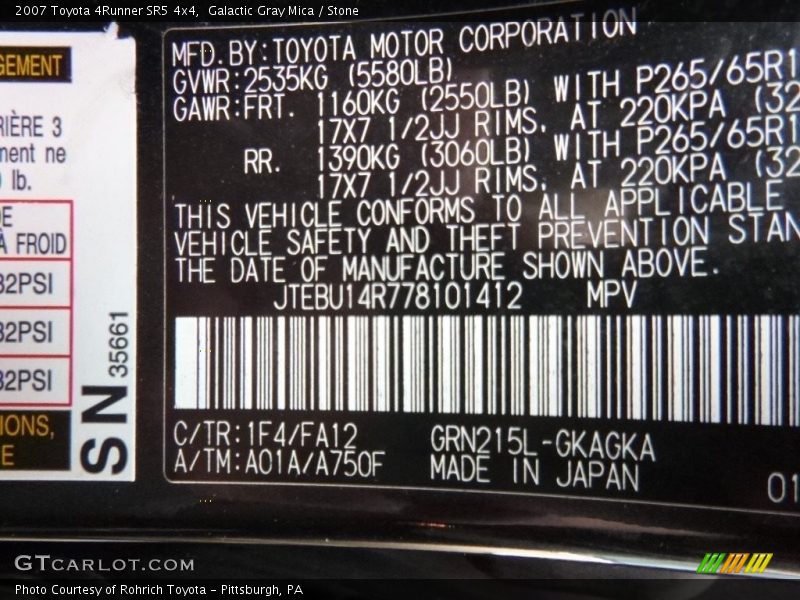 2007 Toyota 4Runner SR5 4x4,  Galactic Gray Mica / Stone
GEMENT
RIÈRE 3
ment ne
lb.
DE
À FROID
32PSI
32PSI
32PSI
IONS,
E
SN 35661
MFD.BY:TOYOTA MOTOR CORPORATION
GVWR:2535KG (5580LB)
GAWR:FRT. 1160KG (2550LB) WITH P265/65R1
17X7 1/2JJ RIMS, AT 220KPA (32
RR. 1390KG (3060LB) WITH P265/65R1
17X7 1/2JJ RIMS, AT 220KPA (32
THIS VEHICLE CONFORMS TO ALL APPLICABLE
VEHICLE SAFETY AND THEFT PREVENTION STAN
THE DATE OF MANUFACTURE SHOWN ABOVE.
JTEBU14R778101412 MPV
C/TR:1F4/FA12 GRN215L-GKAGKA
A/TM:A01A/A750F MADE IN JAPAN
01
GTcarlot.com
Photo Courtesy of Rohrich Toyota - Pittsburgh, PA